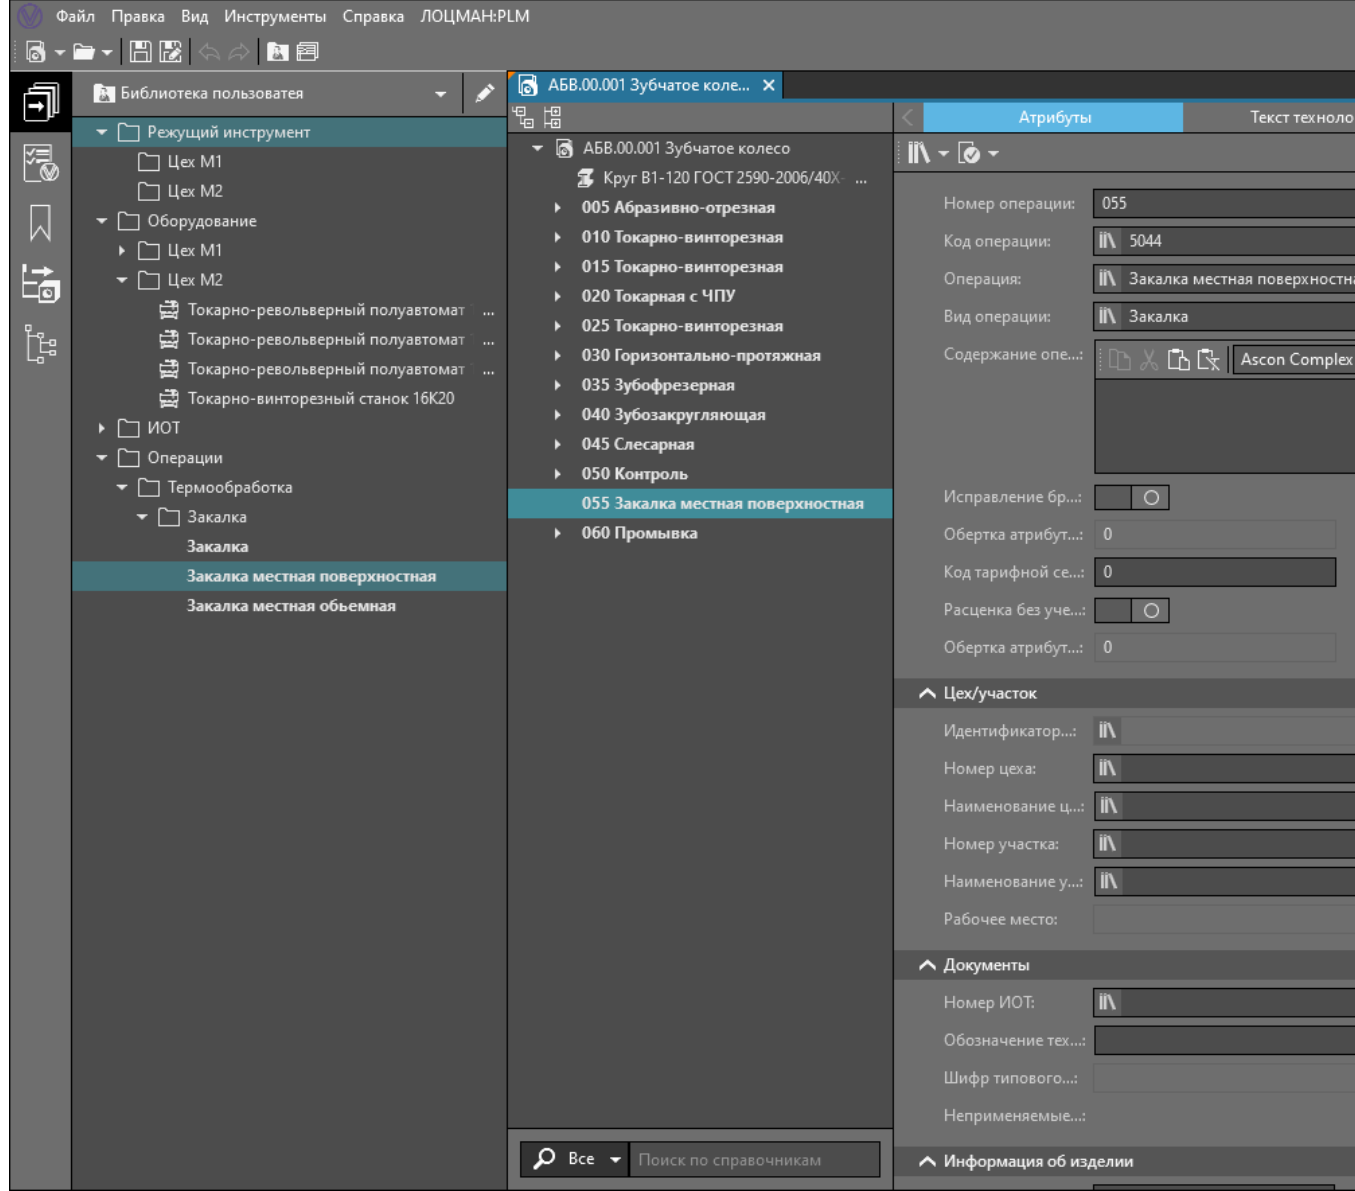 Файл Правка Вид Инструменты Справка ЛОЦМАН:PLM
Библиотека пользоватея
Режущий инструмент
Цех М1
Цех М2
Оборудование
Цех М1
Цех М2
Токарно-револьверный полуавтомат ...
Токарно-револьверный полуавтомат ...
Токарно-револьверный полуавтомат ...
Токарно-винторезный станок 16К20
ИОТ
Операции
Термообработка
Закалка
Закалка
Закалка местная поверхностная
Закалка местная обьемная
АБВ.00.001 Зубчатое коле...
АБВ.00.001 Зубчатое колесо
Круг В1-120 ГОСТ 2590-2006/40Х- ...
005 Абразивно-отрезная
010 Токарно-винторезная
015 Токарно-винторезная
020 Токарная с ЧПУ
025 Токарно-винторезная
030 Горизонтально-протяжная
035 Зубофрезерная
040 Зубозакругляющая
045 Слесарная
050 Контроль
055 Закалка местная поверхностная
060 Промывка
Все Поиск по справочникам
Атрибуты Текст техноло
Номер операции: 055
Код операции: 5044
Операция: Закалка местная поверхностна
Вид операции: Закалка
Содержание опе...: Ascon Complex
Исправление бр...:
Обертка атрибут...: 0
Код тарифной се...: 0
Расценка без уче...:
Обертка атрибут...: 0
Цех/участок
Идентификатор...:
Номер цеха:
Наименование ц...:
Номер участка:
Наименование у...:
Рабочее место:
Документы
Номер ИОТ:
Обозначение тех...:
Шифр типового...:
Неприменяемые...:
Информация об изделии